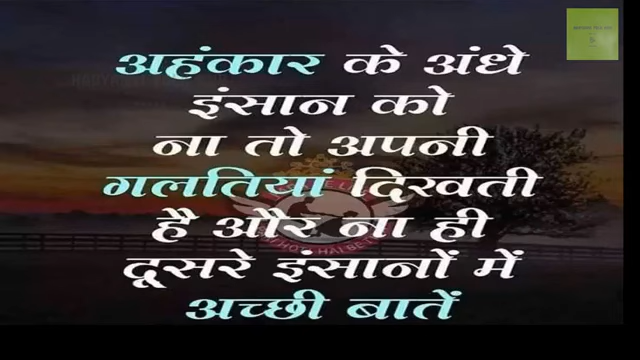 अहंकार के अंधे
इंसान को
ना तो अपनी
गलतियां दिखती
है और ना ही
दूसरे इंसानों में
अच्छी बातें